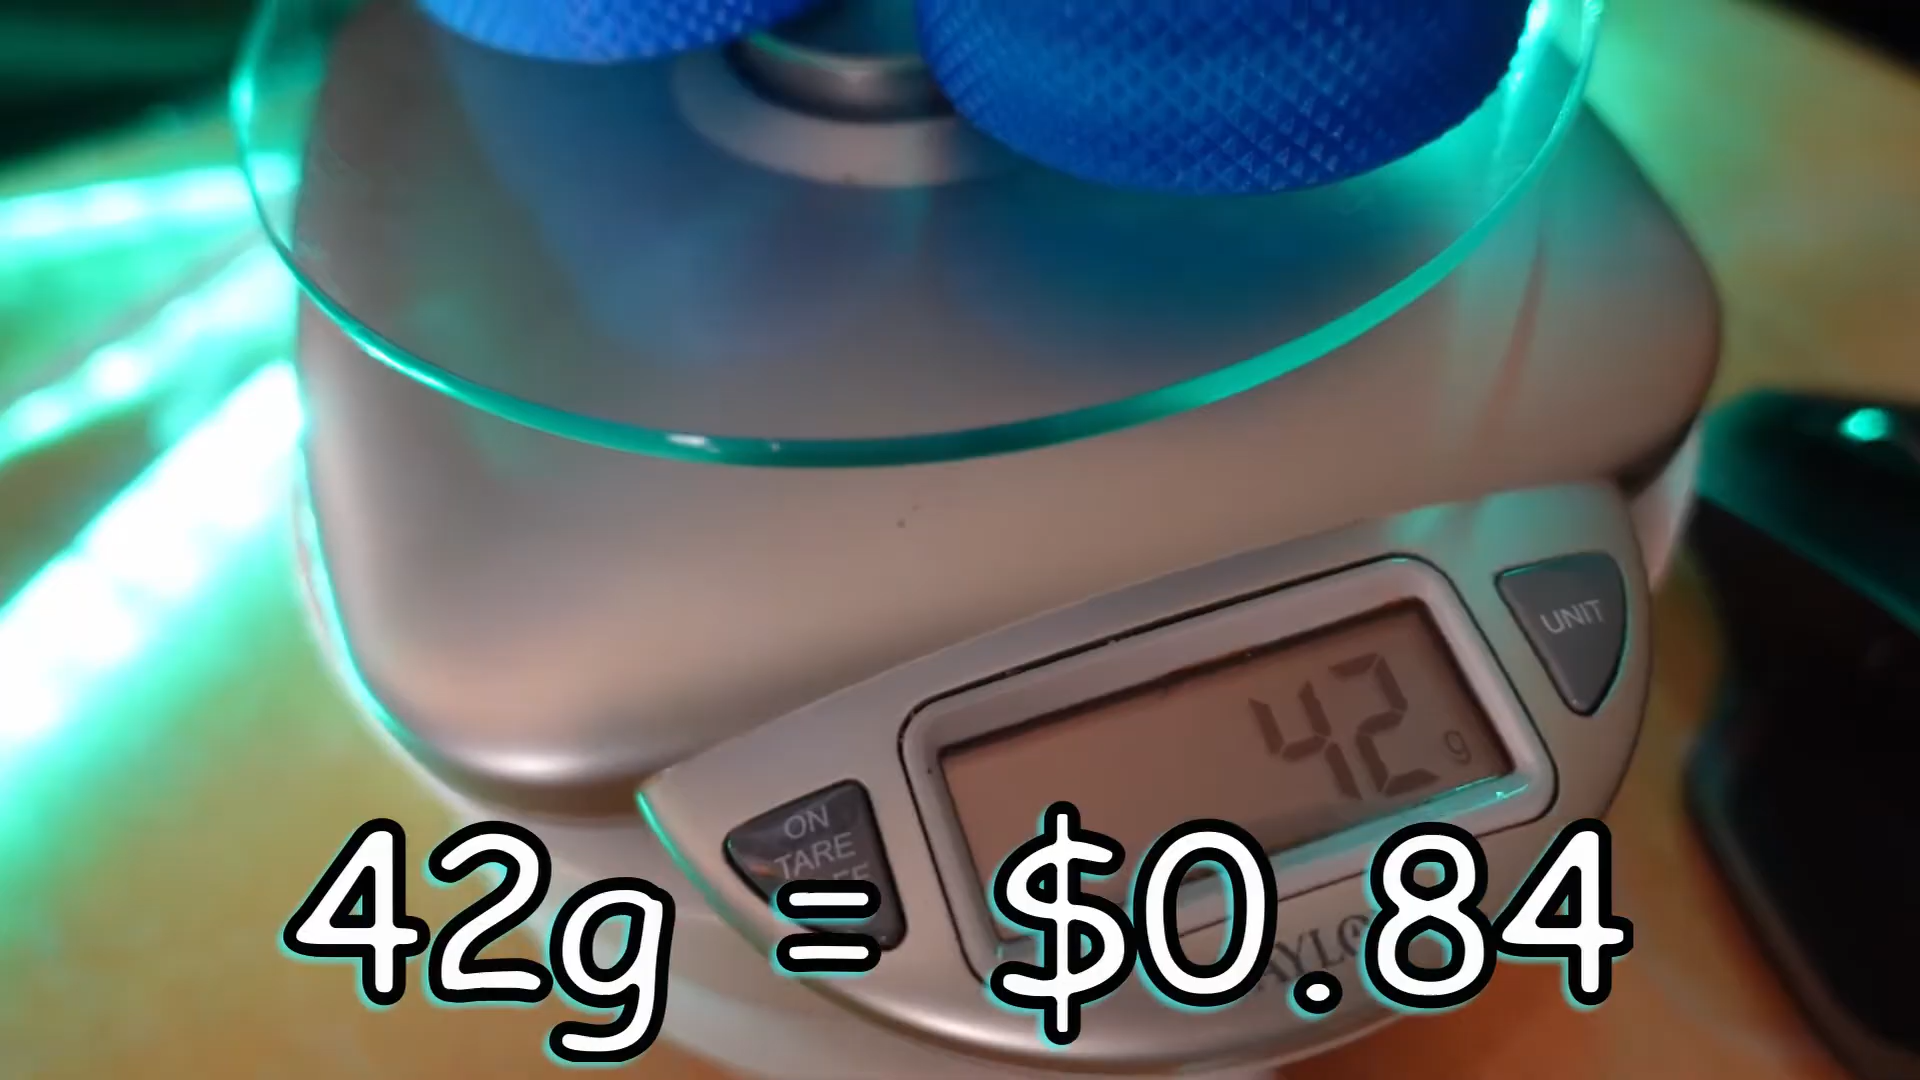 UNIT
42 g
ON
TARE
42g = $0.84